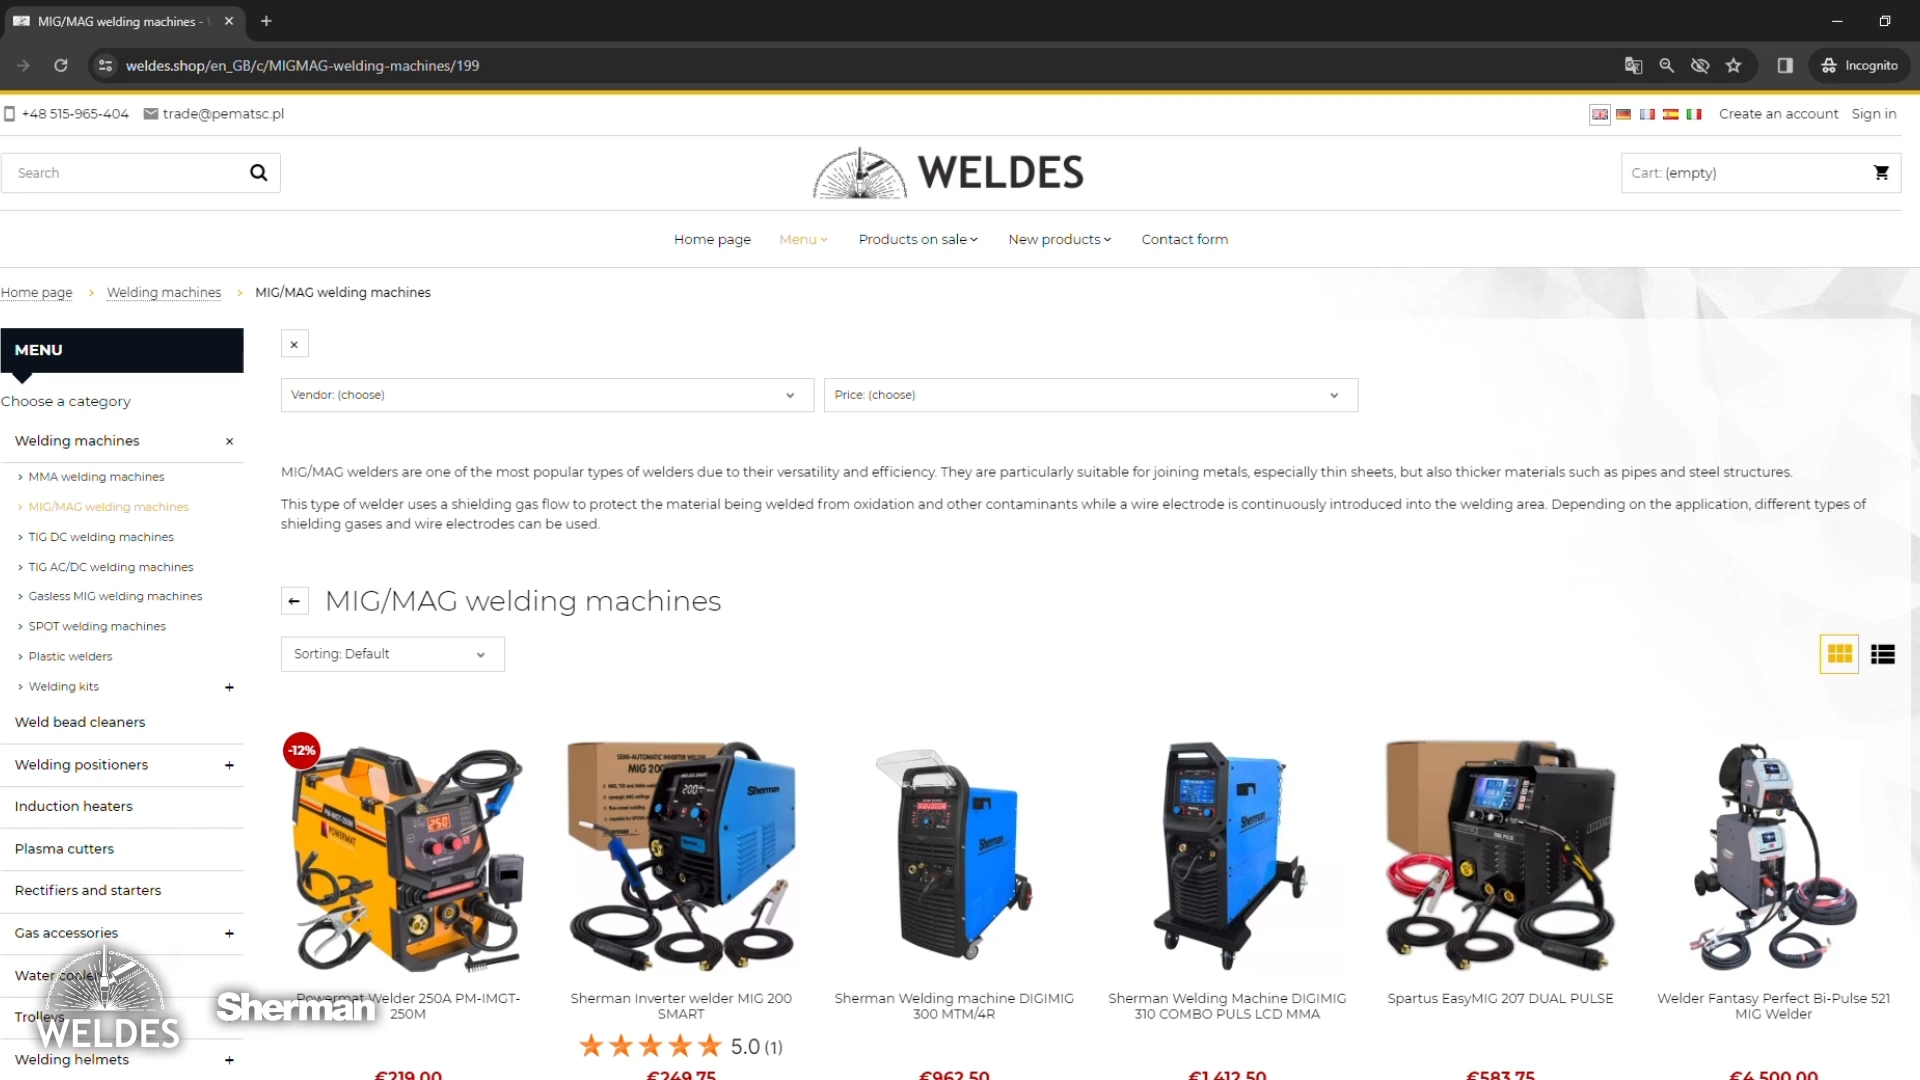 MIG/MAG welding machines -
weldes.shop/en_GB/c/MIGMAG-welding-machines/199
Incognito
+48 515-965-404 trade@pematsc.pl
Create an account Sign in
Search
WELDES
Cart: (empty)
Home page Menu Products on sale New products Contact form
Home page > Welding machines > MIG/MAG welding machines
MENU
Choose a category
Welding machines
MMA welding machines
MIG/MAG welding machines
TIG DC welding machines
TIG AC/DC welding machines
Gasless MIG welding machines
SPOT welding machines
Plastic welders
Welding kits
Weld bead cleaners
Welding positioners
Induction heaters
Plasma cutters
Rectifiers and starters
Gas accessories
Water coolers
Trolleys
Welding helmets
Vendor: (choose)
Price: (choose)
MIG/MAG welders are one of the most popular types of welders due to their versatility and efficiency. They are particularly suitable for joining metals, especially thin sheets, but also thicker materials such as pipes and steel structures.
This type of welder uses a shielding gas flow to protect the material being welded from oxidation and other contaminants while a wire electrode is continuously introduced into the welding area. Depending on the application, different types of
shielding gases and wire electrodes can be used.
MIG/MAG welding machines
Sorting: Default
-12%
250
POWERMAT
SEMI-AUTOMATIC INVERTER WELDER
MIG 200
200
Sherman
Sherman
Sherman
Powermat Welder 250A PM-IMGT-
250M
€219.00
Sherman Inverter welder MIG 200
SMART
5.0 (1)
€249.75
Sherman Welding machine DIGIMIG
300 MTM/4R
€962.50
Sherman Welding Machine DIGIMIG
310 COMBO PULS LCD MMA
€1,412.50
Spartus EasyMIG 207 DUAL PULSE
€583.75
Welder Fantasy Perfect Bi-Pulse 521
MIG Welder
€4,500.00
WELDES
Sherman